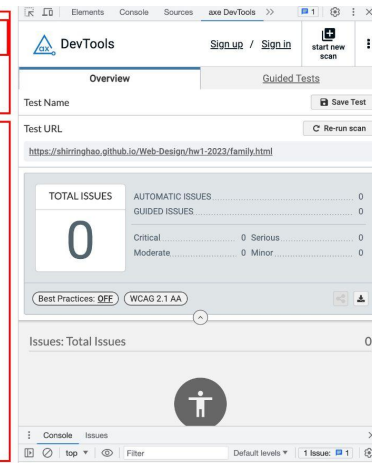 Elements Console Sources axe DevTools >> 1
ax DevTools Sign up / Sign in start new scan
Overview Guided Tests
Test Name Save Test
Test URL Re-run scan
https://shirringhao.github.io/Web-Design/hw1-2023/family.html
TOTAL ISSUES
0
AUTOMATIC ISSUES 0
GUIDED ISSUES 0
Critical 0 Serious 0
Moderate 0 Minor 0
Best Practices: OFF WCAG 2.1 AA
Issues: Total Issues 0
Console Issues
top Filter Default levels 1 Issue: 1